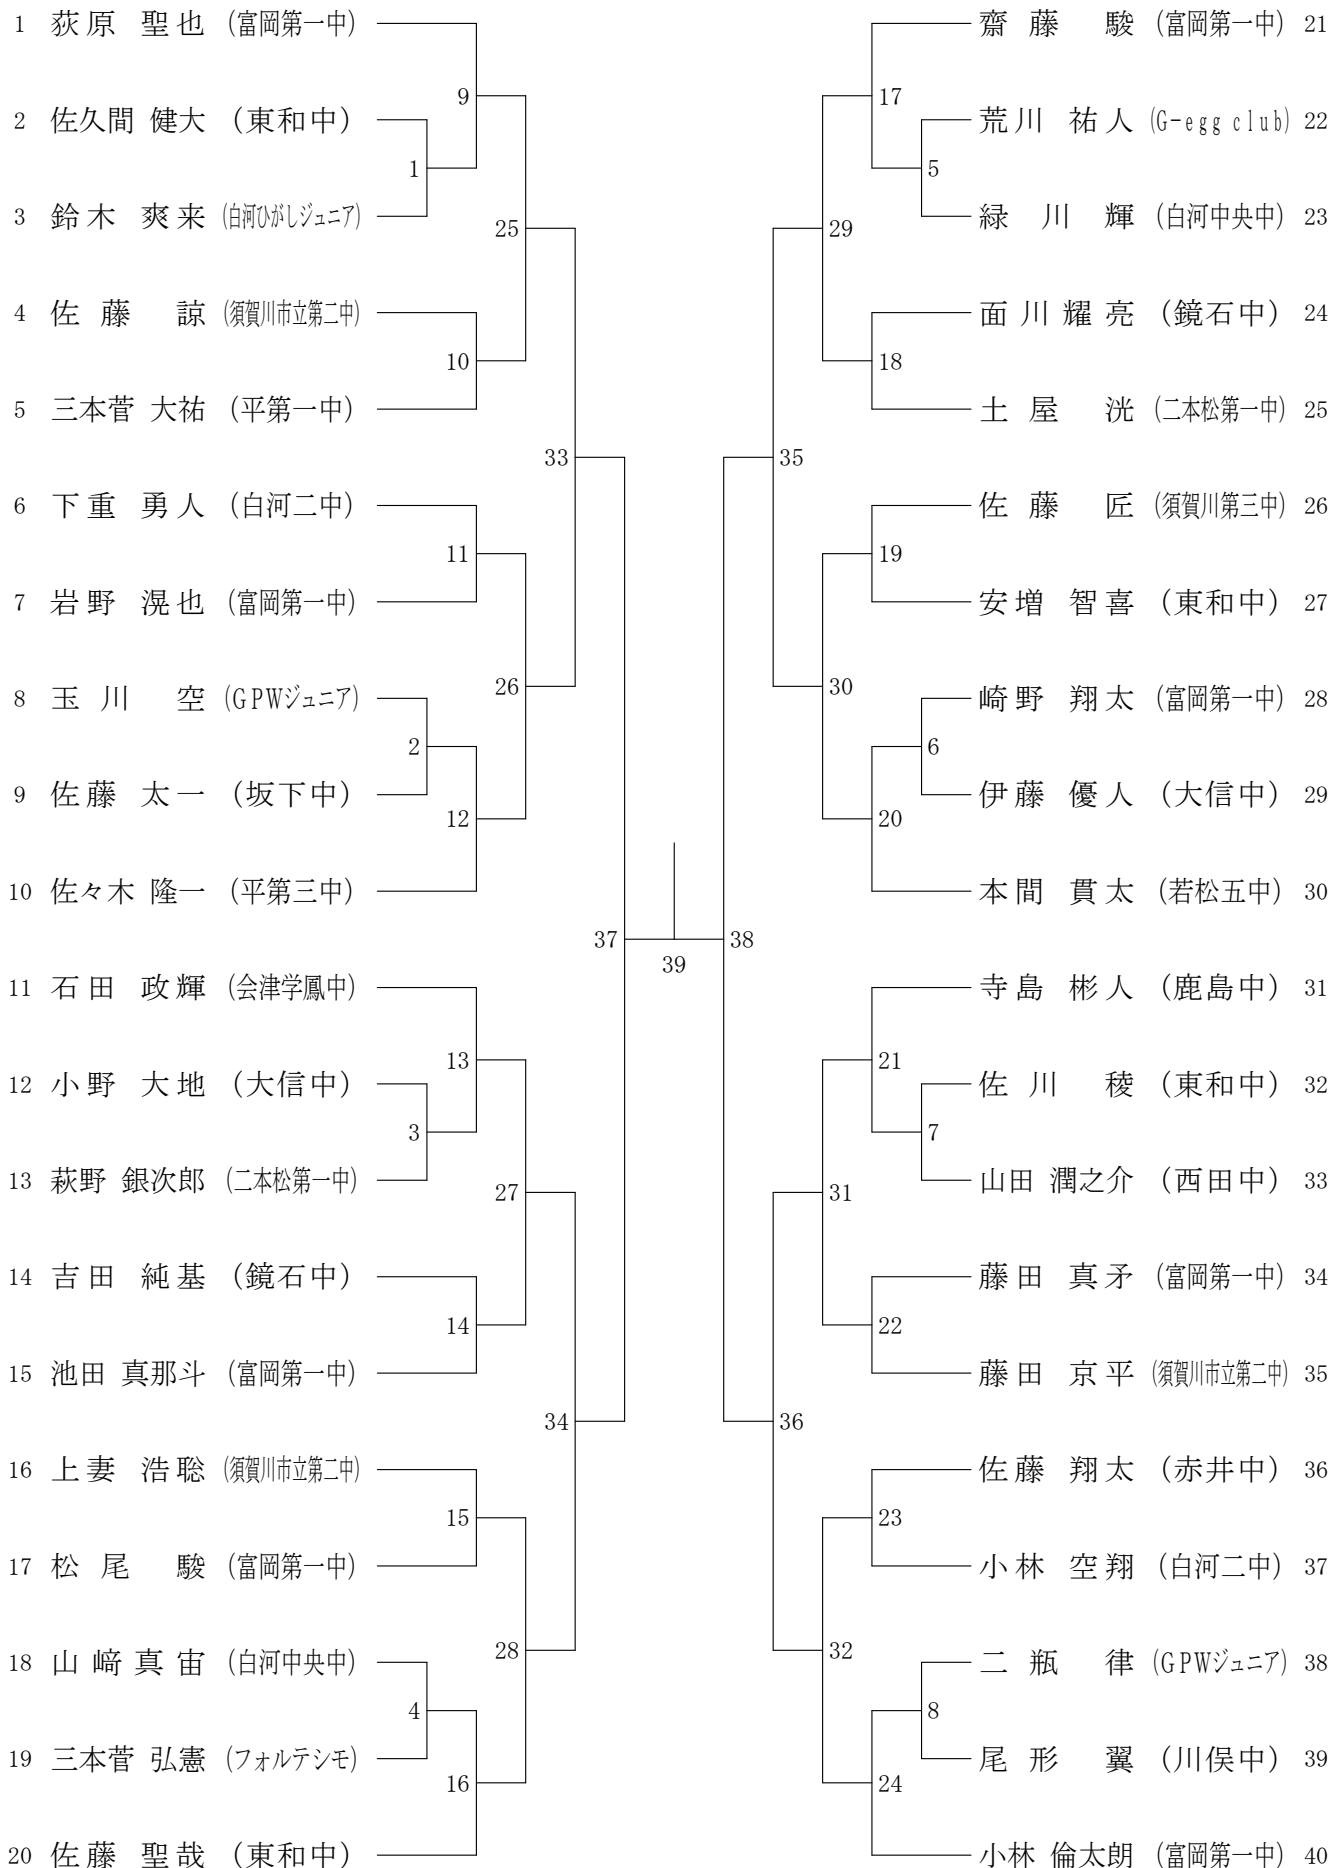 1 荻原 聖也 (富岡第一中)
2 佐久間 健大 (東和中)
3 鈴木 爽来 (白河ひがしジュニア)
4 佐藤 諒 (須賀川市立第二中)
5 三本菅 大祐 (平第一中)
6 下重 勇人 (白河二中)
7 岩野 滉也 (富岡第一中)
8 玉川 空 (GPWジュニア)
9 佐藤 太一 (坂下中)
10 佐々木 隆一 (平第三中)
11 石田 政輝 (会津学鳳中)
12 小野 大地 (大信中)
13 萩野 銀次郎 (二本松第一中)
14 吉田 純基 (鏡石中)
15 池田 真那斗 (富岡第一中)
16 上妻 浩聡 (須賀川市立第二中)
17 松尾 駿 (富岡第一中)
18 山﨑 真宙 (白河中央中)
19 三本菅 弘憲 (フォルテシモ)
20 佐藤 聖哉 (東和中)
1
2
3
4
9
10
11
12
13
14
15
16
25
26
27
28
33
34
37
39
38
35
36
29
30
31
32
17
18
19
20
21
22
23
24
5
6
7
8
齋藤 駿 (富岡第一中) 21
荒川 祐人 (G-egg club) 22
緑川 輝 (白河中央中) 23
面川 耀亮 (鏡石中) 24
土屋 洸 (二本松第一中) 25
佐藤 匠 (須賀川第三中) 26
安増 智喜 (東和中) 27
崎野 翔太 (富岡第一中) 28
伊藤 優人 (大信中) 29
本間 貫太 (若松五中) 30
寺島 彬人 (鹿島中) 31
佐川 稜 (東和中) 32
山田 潤之介 (西田中) 33
藤田 真矛 (富岡第一中) 34
藤田 京平 (須賀川市立第二中) 35
佐藤 翔太 (赤井中) 36
小林 空翔 (白河二中) 37
二瓶 律 (GPWジュニア) 38
尾形 翼 (川俣中) 39
小林 倫太朗 (富岡第一中) 40